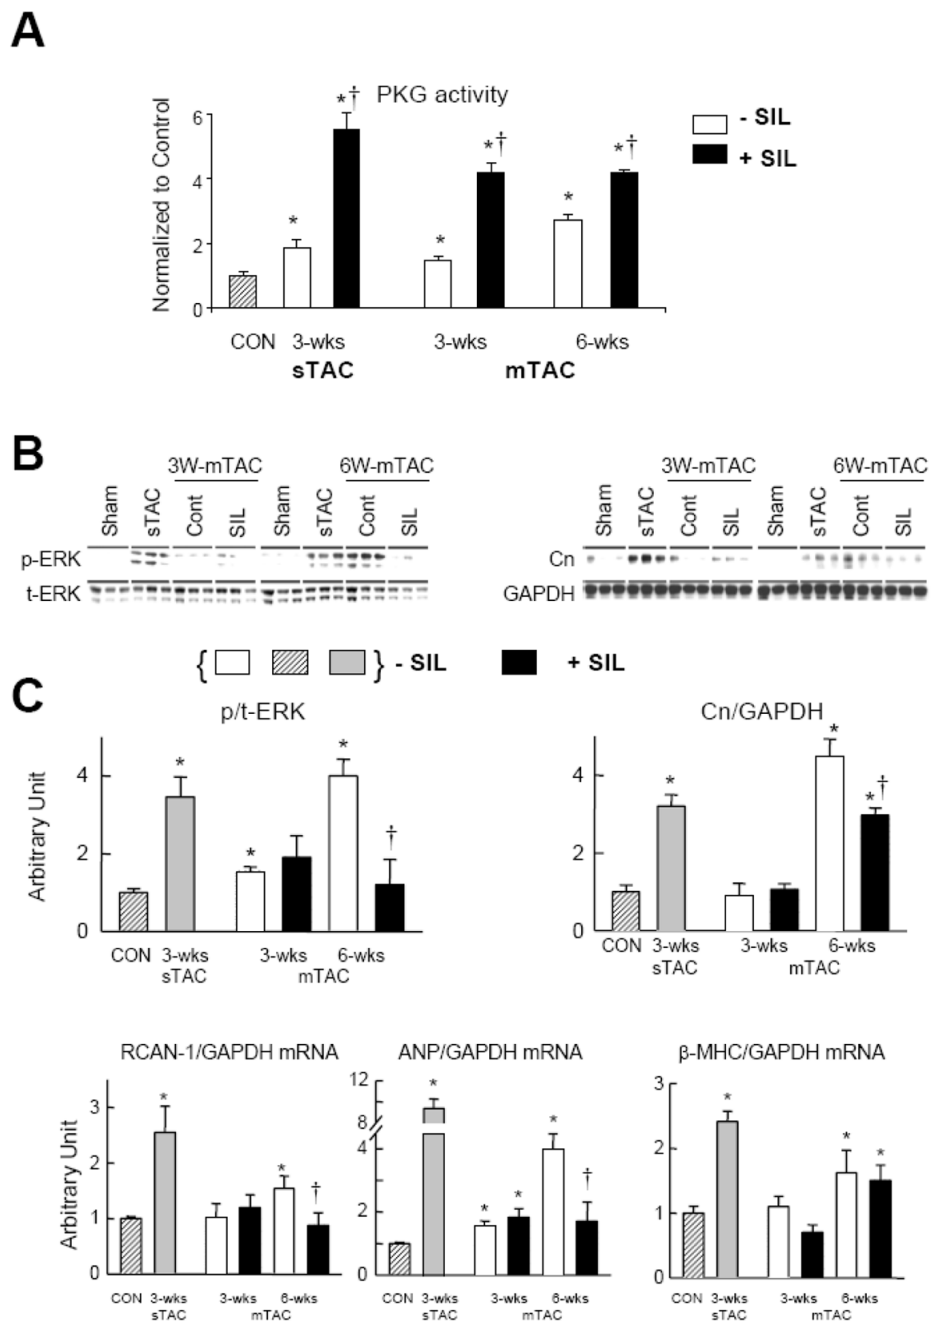 A
PKG activity
*† *† *†
* * *
- SIL
+ SIL
Normalized to Control
6
4
2
0
CON 3-wks 3-wks 6-wks
sTAC mTAC
B
3W-mTAC 6W-mTAC
Sham sTAC Cont SIL Sham sTAC Cont SIL
p-ERK
t-ERK
3W-mTAC 6W-mTAC
Sham sTAC Cont SIL Sham sTAC Cont SIL
Cn
GAPDH
{ } - SIL + SIL
C
p/t-ERK
Arbitrary Unit
4
2
0
* * * †
CON 3-wks 3-wks 6-wks
sTAC mTAC
Cn/GAPDH
4
2
0
* * *†
CON 3-wks 3-wks 6-wks
sTAC mTAC
RCAN-1/GAPDH mRNA
Arbitrary Unit
3
2
1
0
* * †
CON 3-wks 3-wks 6-wks
sTAC mTAC
ANP/GAPDH mRNA
12
8
4
2
0
* * * * †
CON 3-wks 3-wks 6-wks
sTAC mTAC
β-MHC/GAPDH mRNA
3
2
1
0
* * *
CON 3-wks 3-wks 6-wks
sTAC mTAC